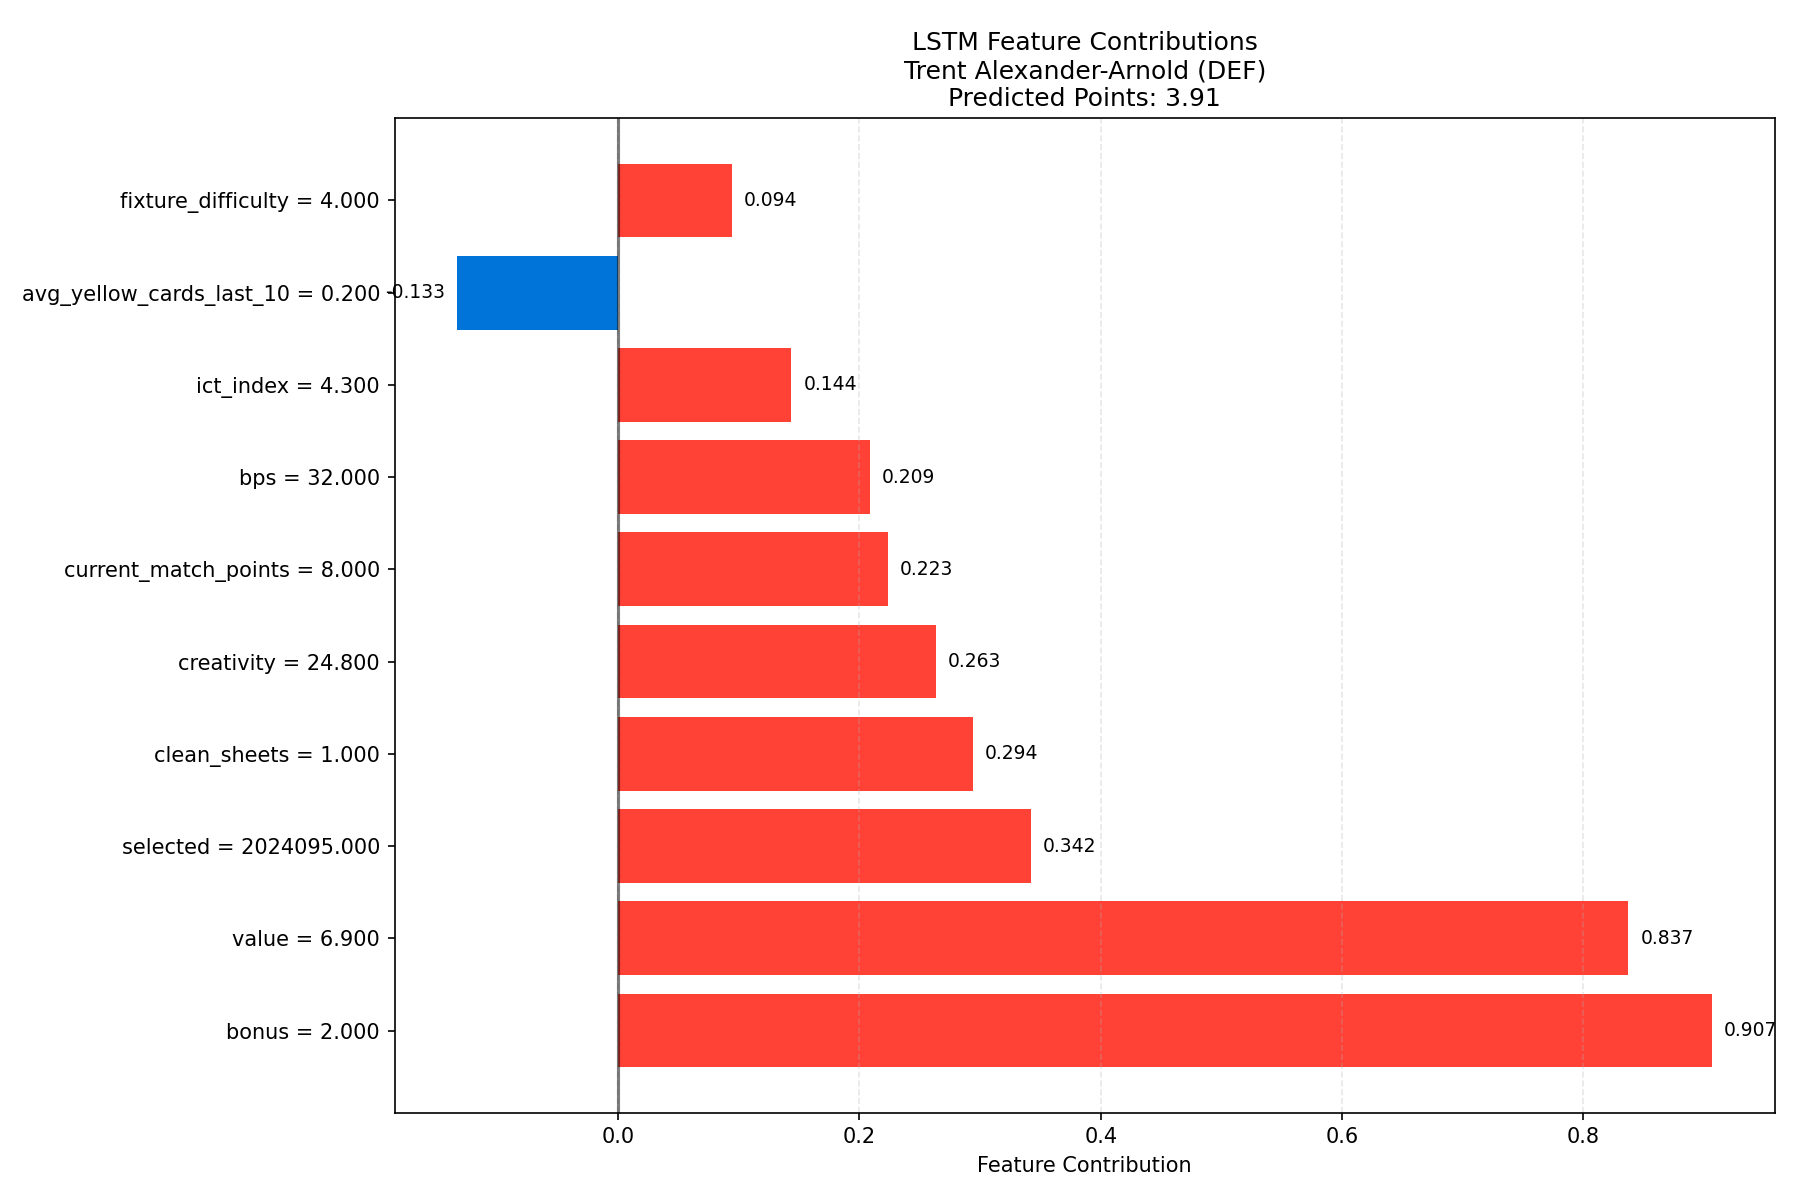 LSTM Feature Contributions
Trent Alexander-Arnold (DEF)
Predicted Points: 3.91
fixture_difficulty = 4.000 0.094
avg_yellow_cards_last_10 = 0.200 -0.133
ict_index = 4.300 0.144
bps = 32.000 0.209
current_match_points = 8.000 0.223
creativity = 24.800 0.263
clean_sheets = 1.000 0.294
selected = 2024095.000 0.342
value = 6.900 0.837
bonus = 2.000 0.907
0.0 0.2 0.4 0.6 0.8
Feature Contribution